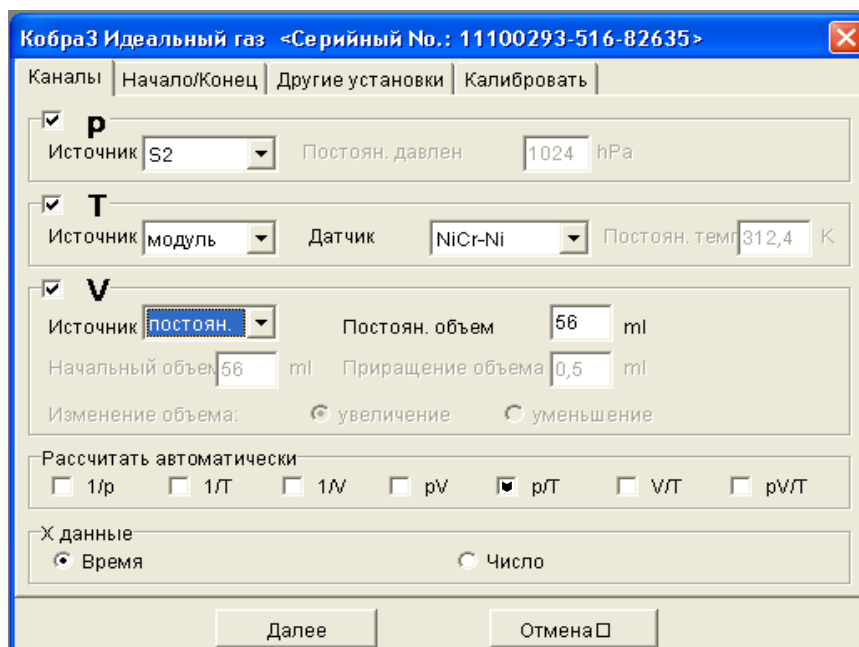 Кобра3 Идеальный газ <Серийный No.: 11100293-516-82635>
Каналы Начало/Конец Другие установки Калибровать
p
Источник S2 Постоян. давлен 1024 hPa
T
Источник модуль Датчик NiCr-Ni Постоян. темп 312,4 K
V
Источник постоян. Постоян. объем 56 ml
Начальный объем 56 ml Приращение объема 0,5 ml
Изменение объема: увеличение уменьшение
Рассчитать автоматически
1/p 1/T 1/V pV p/T V/T pV/T
X данные
Время Число
Далее Отмена